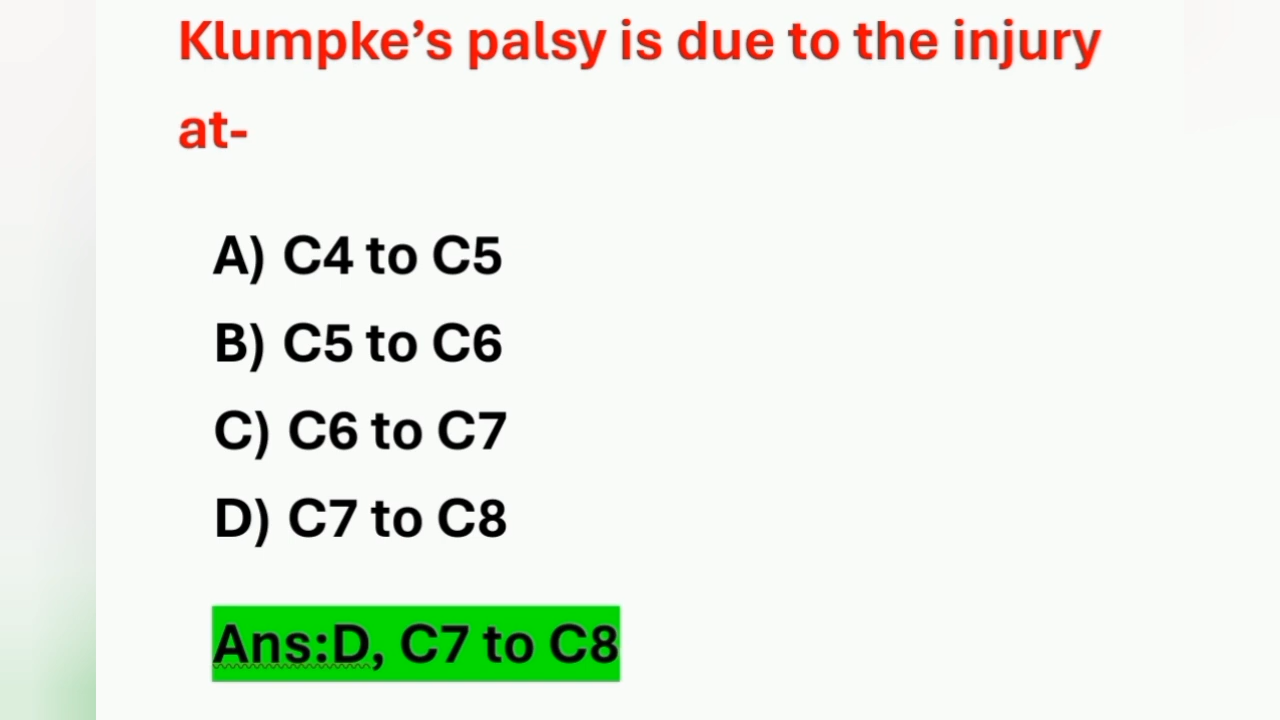 Klumpke’s palsy is due to the injury
at-
A) C4 to C5
B) C5 to C6
C) C6 to C7
D) C7 to C8
Ans:D, C7 to C8